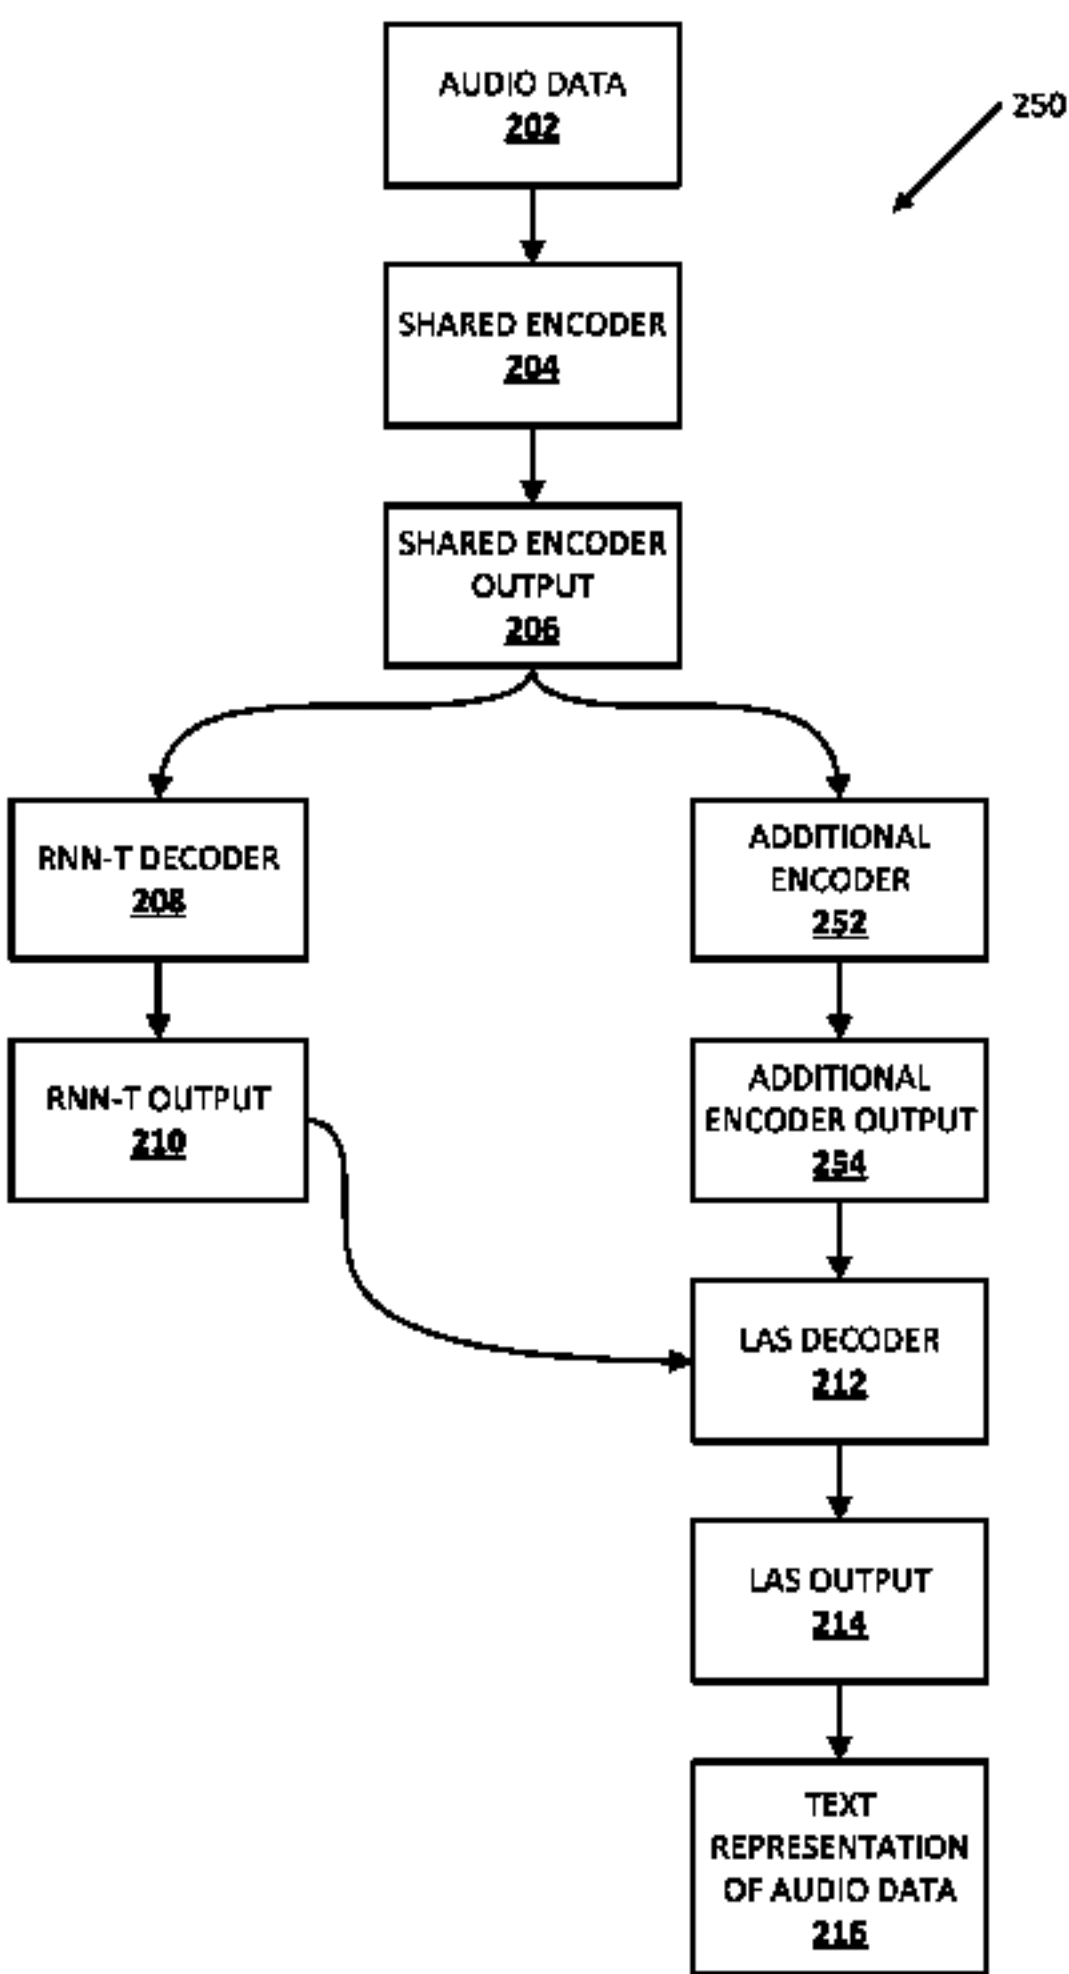 AUDIO DATA
202
250
SHARED ENCODER
204
SHARED ENCODER
OUTPUT
206
RNN-T DECODER
208
ADDITIONAL
ENCODER
252
RNN-T OUTPUT
210
ADDITIONAL
ENCODER OUTPUT
254
LAS DECODER
212
LAS OUTPUT
214
TEXT
REPRESENTATION
OF AUDIO DATA
216